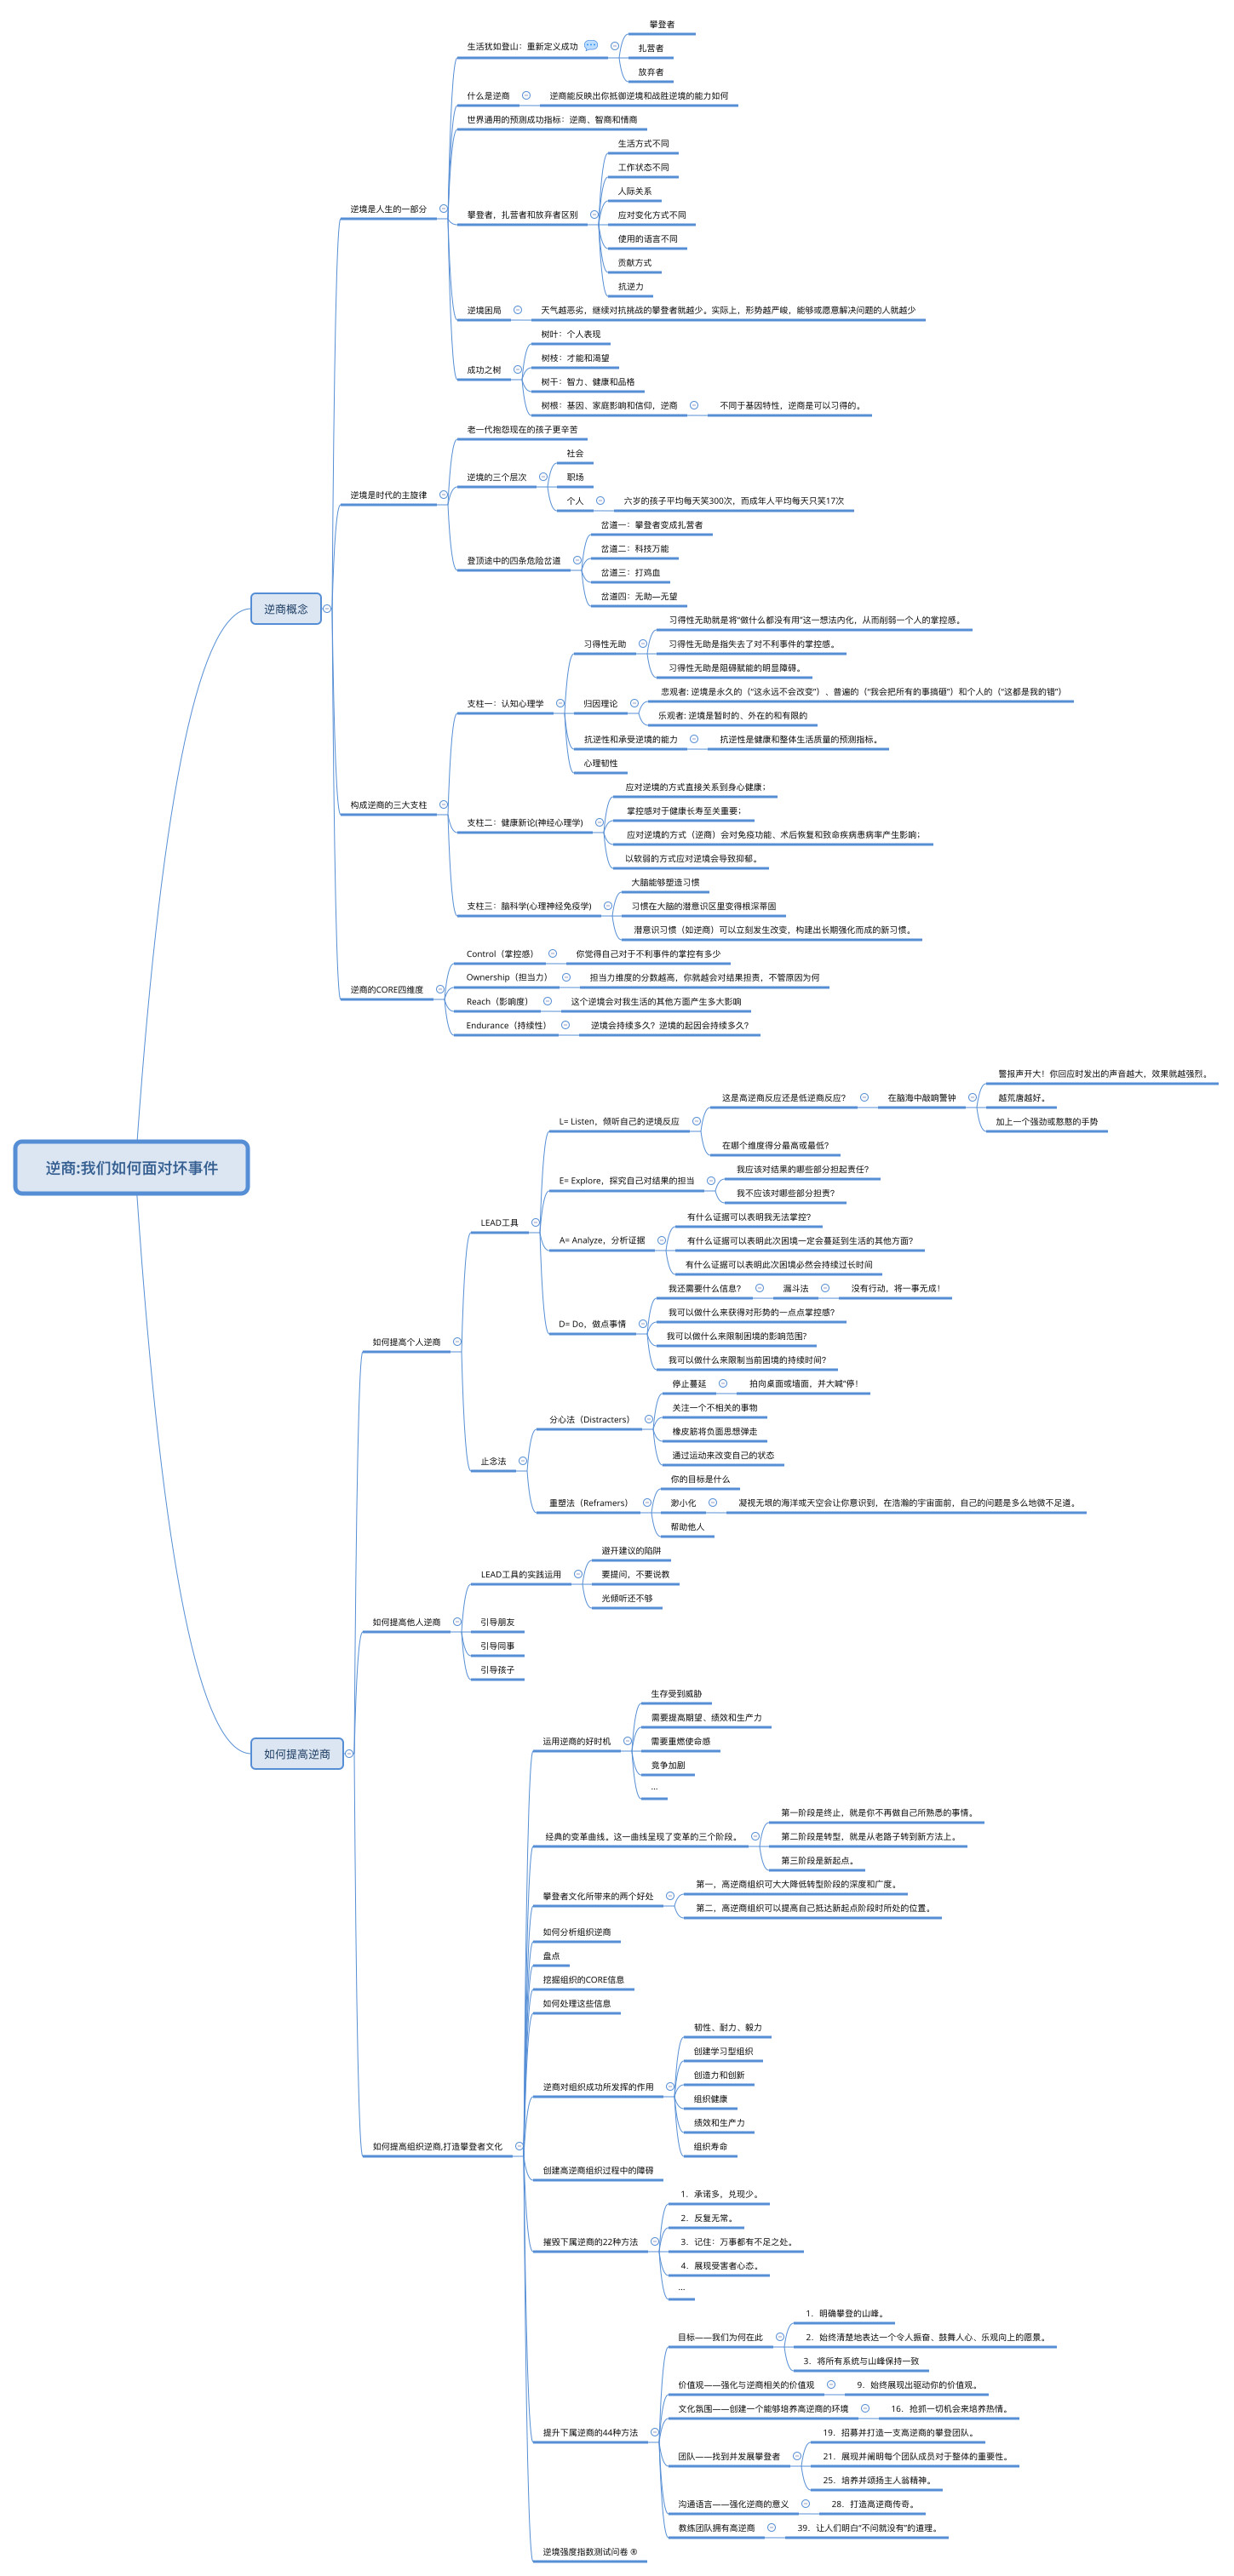 逆商:我们如何面对坏事件
逆商概念
逆境是人生的一部分
生活犹如登山：重新定义成功
攀登者
扎营者
放弃者
什么是逆商
逆商能反映出你抵御逆境和战胜逆境的能力如何
世界通用的预测成功指标：逆商、智商和情商
攀登者，扎营者和放弃者区别
生活方式不同
工作状态不同
人际关系
应对变化方式不同
使用的语言不同
贡献方式
抗逆力
逆境困局
天气越恶劣，继续对抗挑战的攀登者就越少。实际上，形势越严峻，能够或愿意解决问题的人就越少
成功之树
树叶：个人表现
树枝：才能和渴望
树干：智力、健康和品格
树根：基因、家庭影响和信仰，逆商
不同于基因特性，逆商是可以习得的。
逆境是时代的主旋律
老一代抱怨现在的孩子更辛苦
逆境的三个层次
社会
职场
个人
六岁的孩子平均每天笑300次，而成年人平均每天只笑17次
登顶途中的四条危险岔道
岔道一：攀登者变成扎营者
岔道二：科技万能
岔道三：打鸡血
岔道四：无助—无望
构成逆商的三大支柱
支柱一：认知心理学
习得性无助
习得性无助就是将“做什么都没有用”这一想法内化，从而削弱一个人的掌控感。
习得性无助是指失去了对不利事件的掌控感。
习得性无助是阻碍赋能的明显障碍。
归因理论
悲观者: 逆境是永久的（“这永远不会改变”）、普遍的（“我会把所有的事搞砸”）和个人的（“这都是我的错”）
乐观者: 逆境是暂时的、外在的和有限的
抗逆性和承受逆境的能力
抗逆性是健康和整体生活质量的预测指标。
心理韧性
支柱二：健康新论(神经心理学)
应对逆境的方式直接关系到身心健康；
掌控感对于健康长寿至关重要；
应对逆境的方式（逆商）会对免疫功能、术后恢复和致命疾病患病率产生影响；
以软弱的方式应对逆境会导致抑郁。
支柱三：脑科学(心理神经免疫学)
大脑能够塑造习惯
习惯在大脑的潜意识区里变得根深蒂固
潜意识习惯（如逆商）可以立刻发生改变，构建出长期强化而成的新习惯。
逆商的CORE四维度
Control（掌控感）
你觉得自己对于不利事件的掌控有多少
Ownership（担当力）
担当力维度的分数越高，你就越会对结果担责，不管原因为何
Reach（影响度）
这个逆境会对我生活的其他方面产生多大影响
Endurance（持续性）
逆境会持续多久？逆境的起因会持续多久？
如何提高逆商
如何提高个人逆商
LEAD工具
L= Listen，倾听自己的逆境反应
这是高逆商反应还是低逆商反应？
在脑海中敲响警钟
警报声开大！你回应时发出的声音越大，效果就越强烈。
越荒唐越好。
加上一个强劲或憨憨的手势
在哪个维度得分最高或最低？
E= Explore，探究自己对结果的担当
我应该对结果的哪些部分担起责任？
我不应该对哪些部分担责？
A= Analyze，分析证据
有什么证据可以表明我无法掌控？
有什么证据可以表明此次困境一定会蔓延到生活的其他方面？
有什么证据可以表明此次困境必然会持续过长时间
D= Do，做点事情
我还需要什么信息？
漏斗法
没有行动，将一事无成！
我可以做什么来获得对形势的一点点掌控感？
我可以做什么来限制困境的影响范围？
我可以做什么来限制当前困境的持续时间？
止念法
分心法（Distracters）
停止蔓延
拍向桌面或墙面，并大喊“停！
关注一个不相关的事物
橡皮筋将负面思想弹走
通过运动来改变自己的状态
重塑法（Reframers）
你的目标是什么
渺小化
凝视无垠的海洋或天空会让你意识到，在浩瀚的宇宙面前，自己的问题是多么地微不足道。
帮助他人
如何提高他人逆商
LEAD工具的实践运用
避开建议的陷阱
要提问，不要说教
光倾听还不够
引导朋友
引导同事
引导孩子
如何提高组织逆商,打造攀登者文化
运用逆商的好时机
生存受到威胁
需要提高期望、绩效和生产力
需要重燃使命感
竞争加剧
...
经典的变革曲线。这一曲线呈现了变革的三个阶段。
第一阶段是终止，就是你不再做自己所熟悉的事情。
第二阶段是转型，就是从老路子转到新方法上。
第三阶段是新起点。
攀登者文化所带来的两个好处
第一，高逆商组织可大大降低转型阶段的深度和广度。
第二，高逆商组织可以提高自己抵达新起点阶段时所处的位置。
如何分析组织逆商
盘点
挖掘组织的CORE信息
如何处理这些信息
逆商对组织成功所发挥的作用
韧性、耐力、毅力
创建学习型组织
创造力和创新
组织健康
绩效和生产力
组织寿命
创建高逆商组织过程中的障碍
摧毁下属逆商的22种方法
1．承诺多，兑现少。
2．反复无常。
3．记住：万事都有不足之处。
4．展现受害者心态。
...
提升下属逆商的44种方法
目标——我们为何在此
1．明确攀登的山峰。
2．始终清楚地表达一个令人振奋、鼓舞人心、乐观向上的愿景。
3．将所有系统与山峰保持一致
价值观——强化与逆商相关的价值观
9．始终展现出驱动你的价值观。
文化氛围——创建一个能够培养高逆商的环境
16．抢抓一切机会来培养热情。
团队——找到并发展攀登者
19．招募并打造一支高逆商的攀登团队。
21．展现并阐明每个团队成员对于整体的重要性。
25．培养并颂扬主人翁精神。
沟通语言——强化逆商的意义
28．打造高逆商传奇。
教练团队拥有高逆商
39．让人们明白“不问就没有”的道理。
逆境强度指数测试问卷 ®